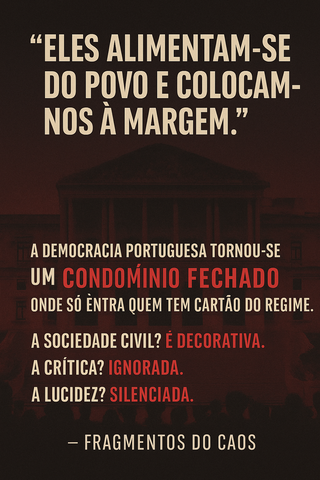 “ELES ALIMENTAM-SE
DO POVO E COLOCAM-
NOS À MARGEM.”
A DEMOCRACIA PORTUGUESA TORNOU-SE
UM CONDOMÍNIO FECHADO
ONDE SÓ ÈNTRA QUEM TEM CARTÃO DO REGIME.
A SOCIEDADE CIVIL? É DECORATIVA.
A CRÍTICA? IGNORADA.
A LUCIDEZ? SILENCIADA.
– FRAGMENTOS DO CAOS